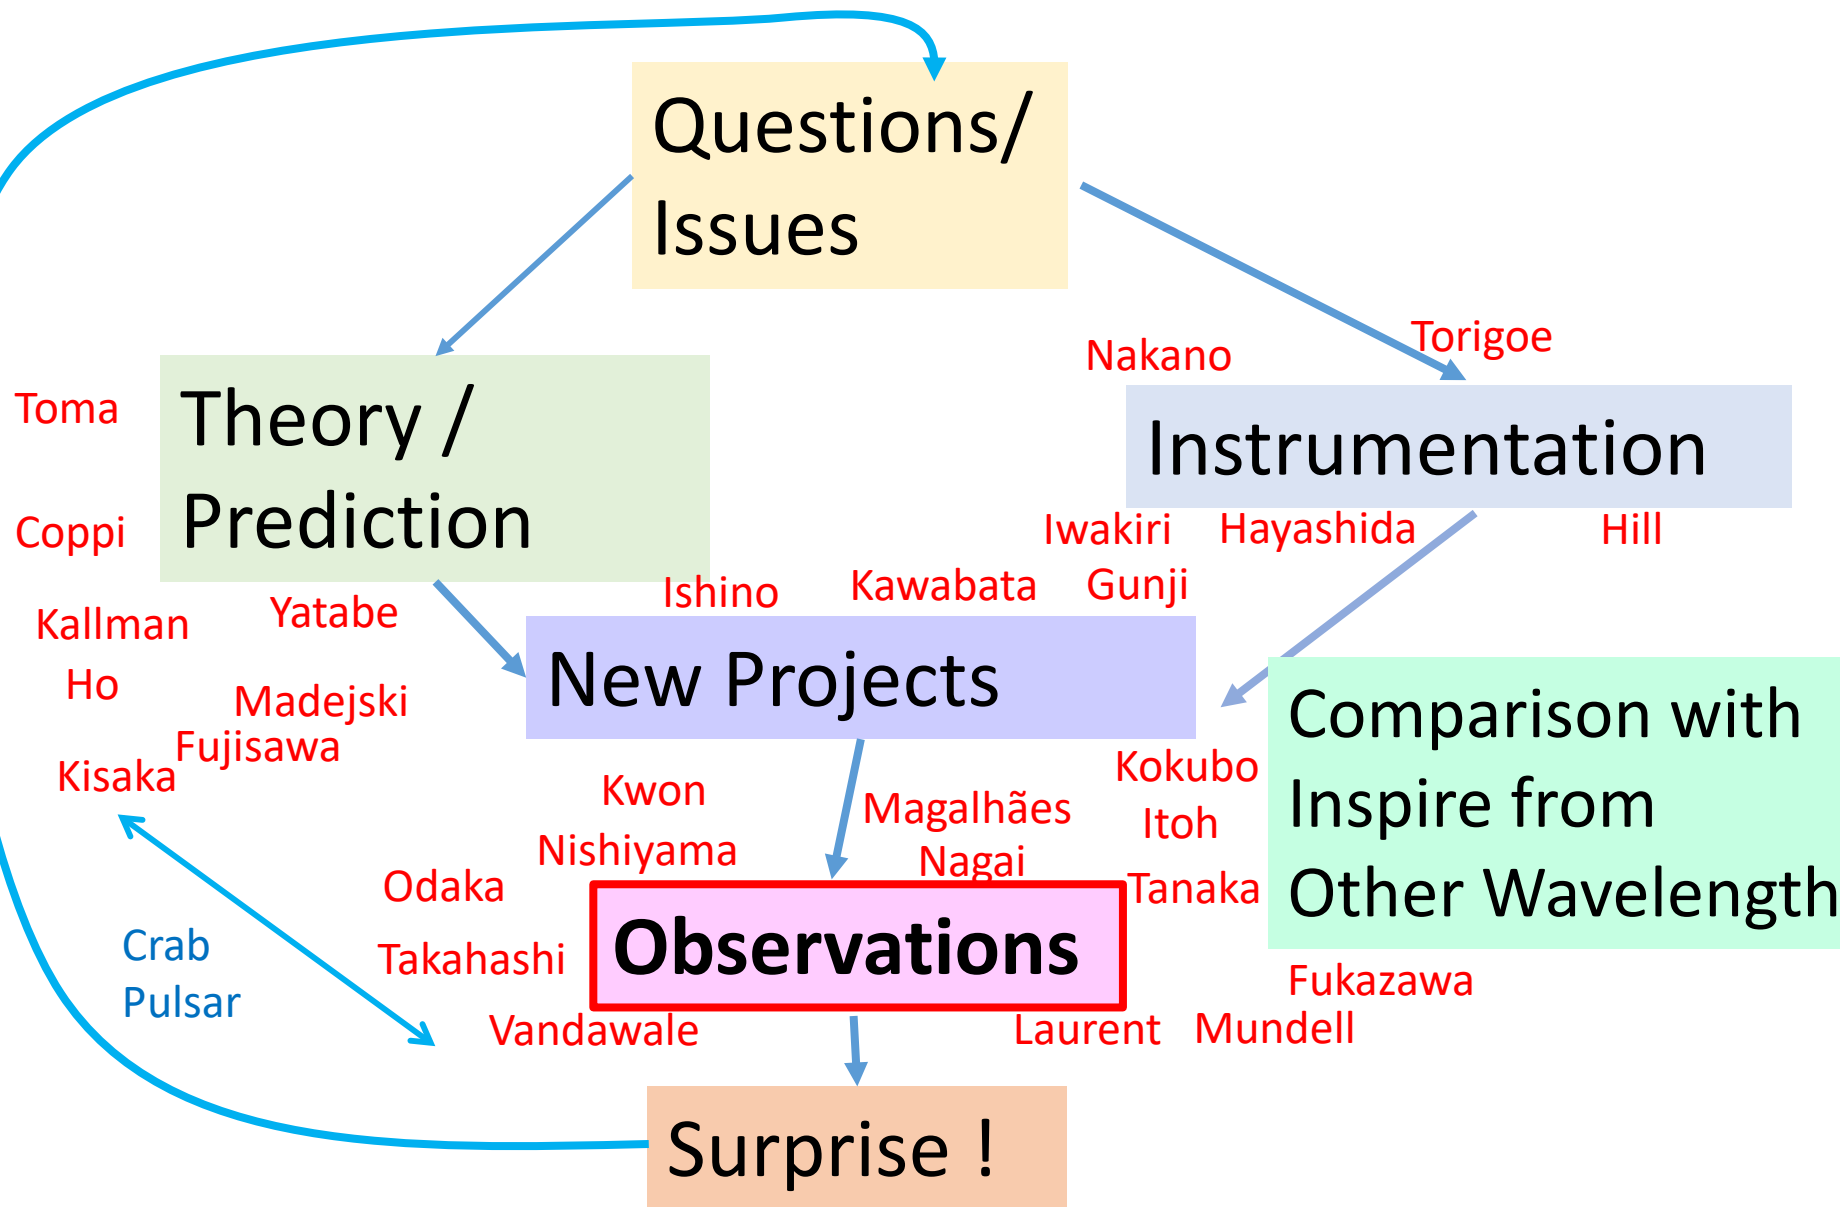 Questions/
Issues
Nakano
Torigoe
Toma
Theory /
Prediction
Instrumentation
Coppi
Iwakiri
Hayashida
Hill
Kallman
Yatabe
Ishino
Kawabata
Gunji
Ho
Madejski
New Projects
Fujisawa
Kisaka
Comparison with
Inspire from
Other Wavelength
Kokubo
Kwon
Magalhães
Itoh
Nishiyama
Nagai
Odaka
Tanaka
Crab
Pulsar
Takahashi
Observations
Fukazawa
Vandawale
Laurent
Mundell
Surprise !